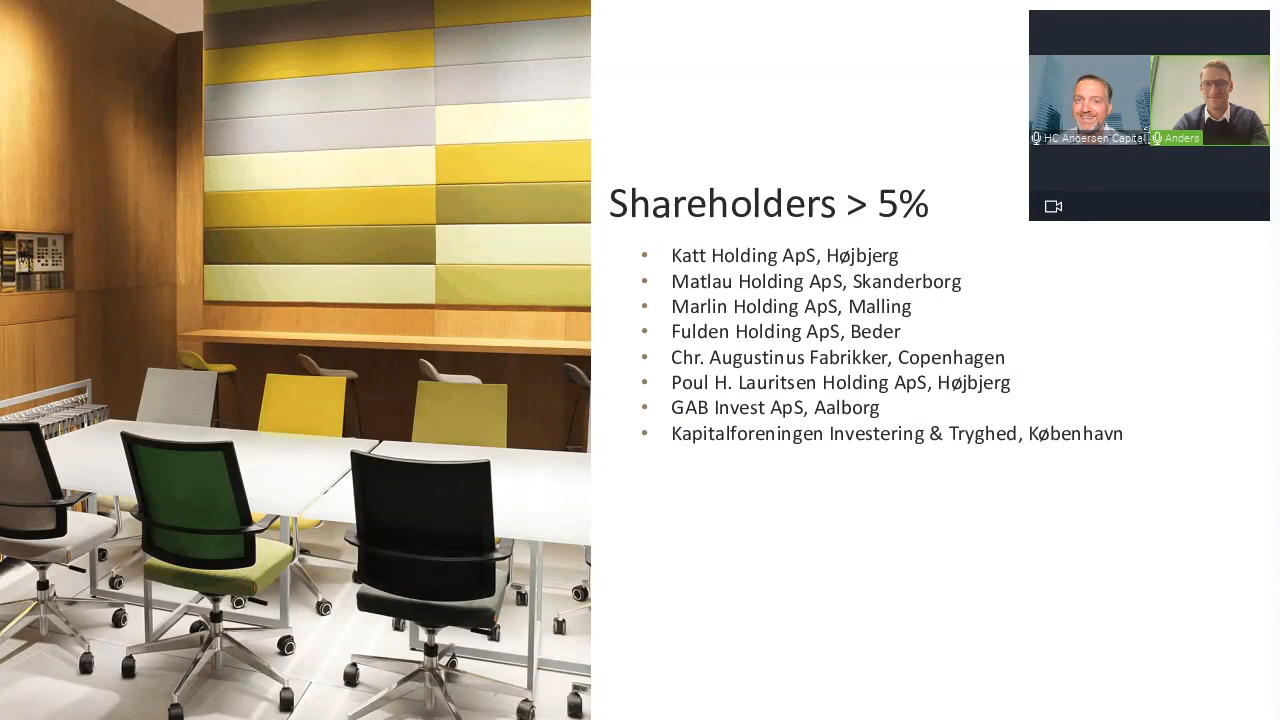 Shareholders > 5%
• Katt Holding ApS, Højbjerg
• Matlau Holding ApS, Skanderborg
• Marlin Holding ApS, Malling
• Fulden Holding ApS, Beder
• Chr. Augustinus Fabrikker, Copenhagen
• Poul H. Lauritsen Holding ApS, Højbjerg
• GAB Invest ApS, Aalborg
• Kapitalforeningen Investering & Tryghed, København
HC Andersen Capital
Anders